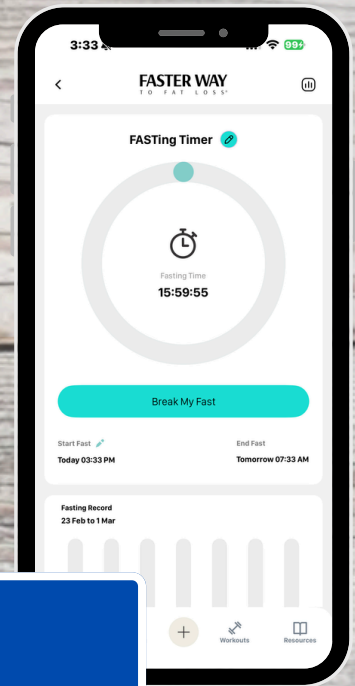 3:33
99
FASTER WAY
TO FAT LOSS®
FASTing Timer
Fasting Time
15:59:55
Break My Fast
Start Fast
End Fast
Today 03:33 PM
Tomorrow 07:33 AM
Fasting Record
23 Feb to 1 Mar
Workouts
Resources